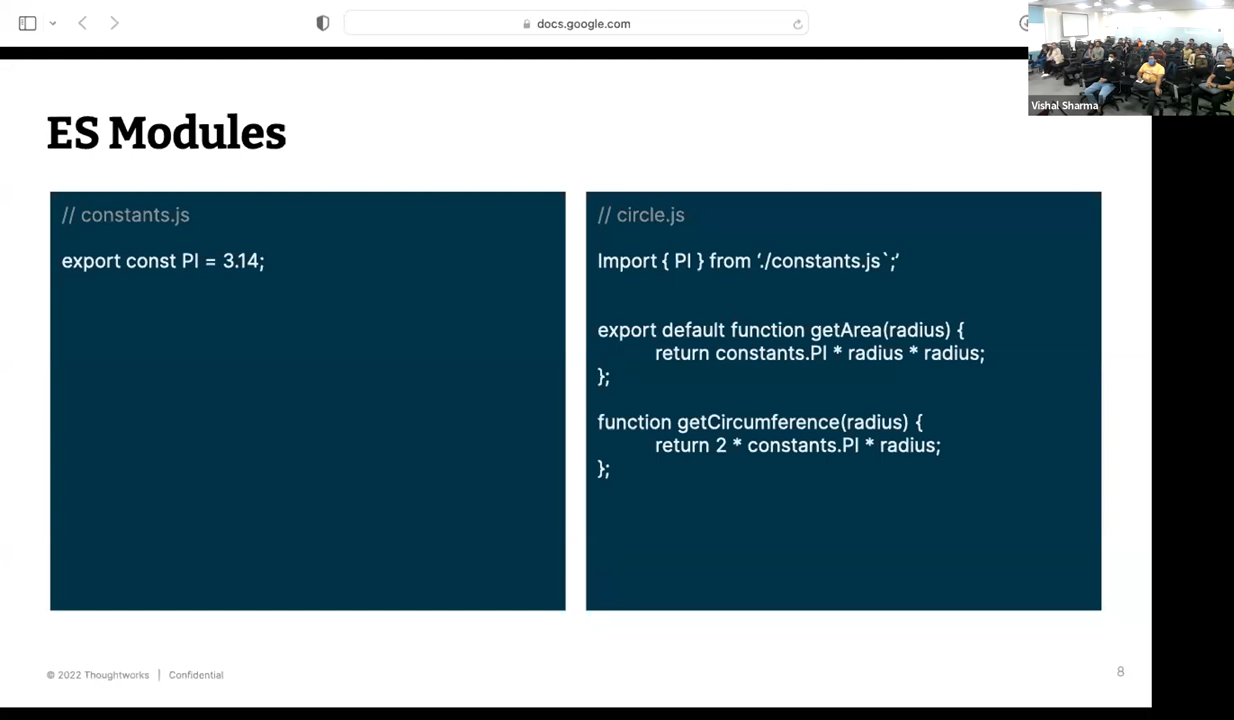 docs.google.com
Vishal Sharma
ES Modules
// constants.js
export const PI = 3.14;
// circle.js
Import { PI } from ‘./constants.js`;’
export default function getArea(radius) {
return constants.PI * radius * radius;
};
function getCircumference(radius) {
return 2 * constants.PI * radius;
};
© 2022 Thoughtworks | Confidential
8